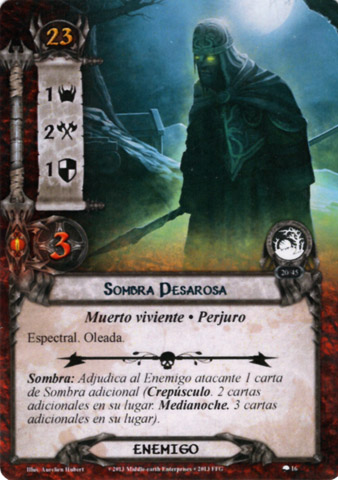 23
1
2
1
3
20/45
Sombra Desarosa
Muerto viviente • Perjuro
Espectral. Oleada.
Sombra: Adjudica al Enemigo atacante 1 carta
de Sombra adicional (Crepúsculo. 2 cartas
adicionales en su lugar. Medianoche. 3 cartas
adicionales en su lugar).
ENEMIGO
Illus. Aurelien Hubert
©2013 Middle-earth Enterprises • 2013 FFG
16